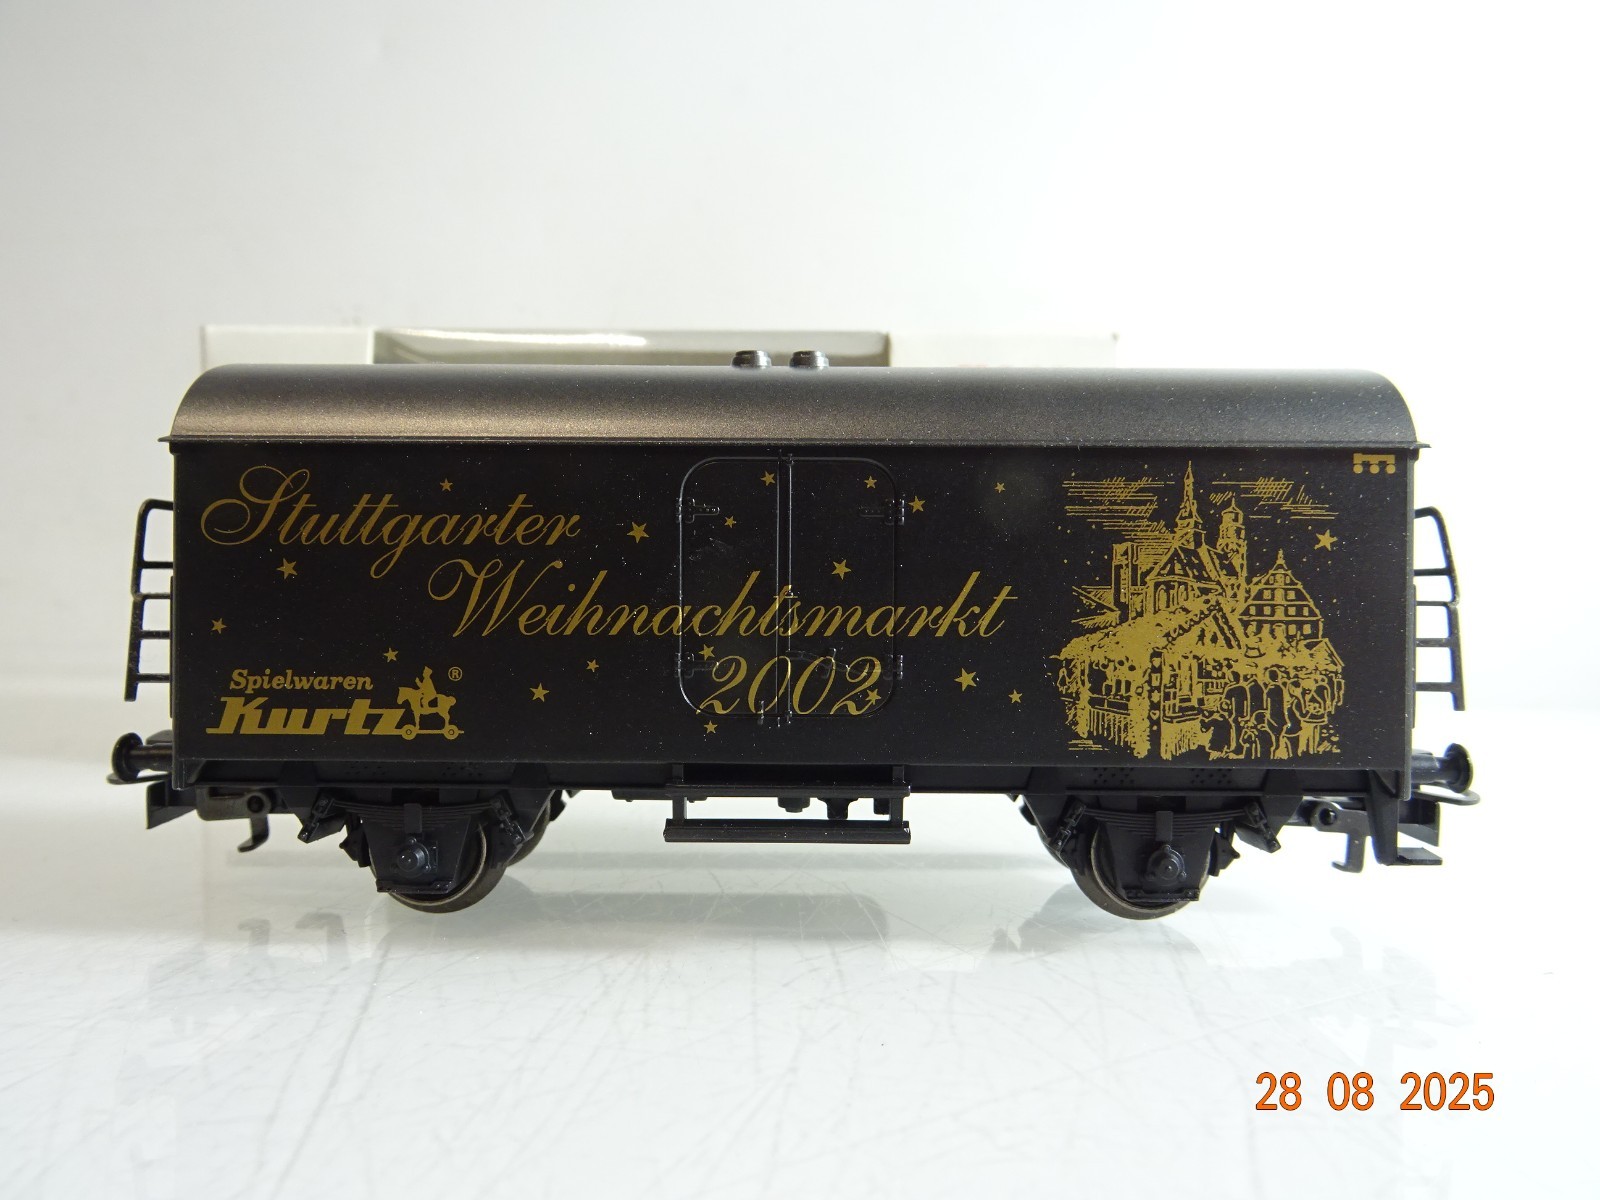 Stuttgarter
Weihnachtsmarkt
2002
Spielwaren
Kurtz®
28 08 2025